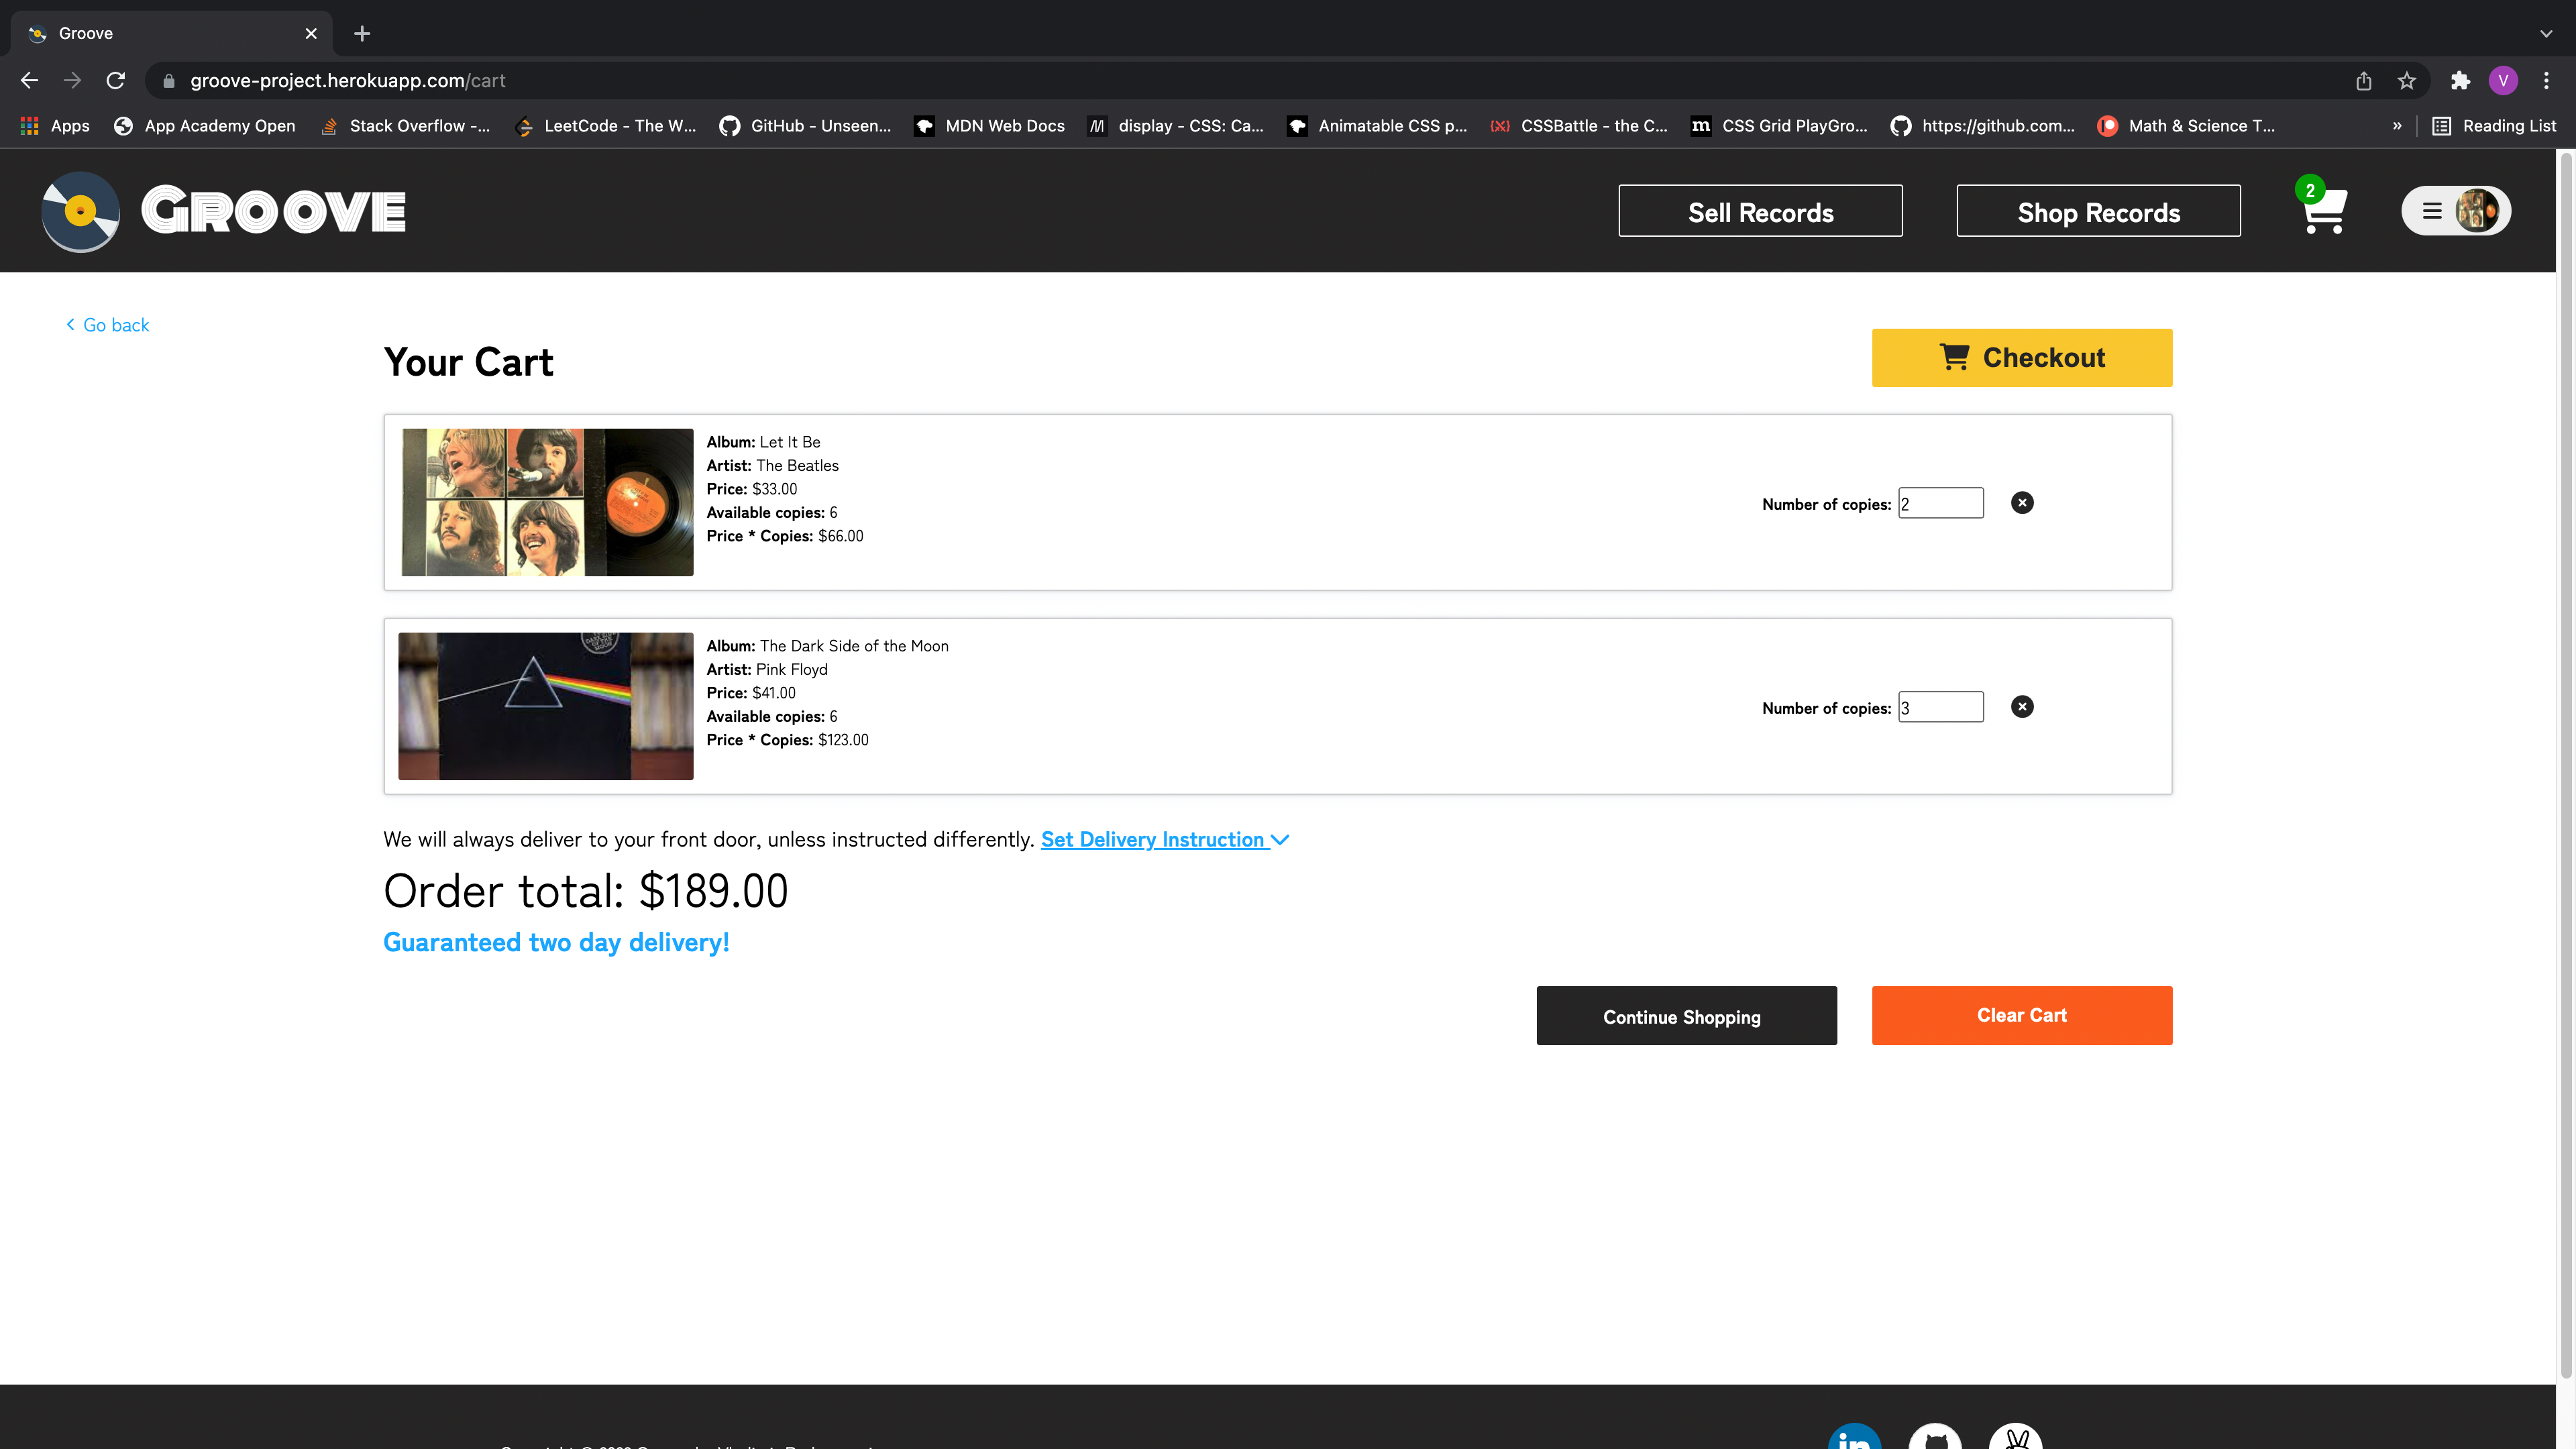 Groove
groove-project.herokuapp.com/cart
V
Apps
App Academy Open
Stack Overflow -...
LeetCode - The W...
GitHub - Unseen...
MDN Web Docs
display - CSS: Ca...
Animatable CSS p...
CSSBattle - the C...
m CSS Grid PlayGro...
https://github.com...
Math & Science T...
»
Reading List
GROOVE
Sell Records
Shop Records
2
Go back
Your Cart
Checkout
Album: Let It Be
Artist: The Beatles
Price: $33.00
Available copies: 6
Price * Copies: $66.00
Number of copies: 2
Album: The Dark Side of the Moon
Artist: Pink Floyd
Price: $41.00
Available copies: 6
Price * Copies: $123.00
Number of copies: 3
We will always deliver to your front door, unless instructed differently. Set Delivery Instruction
Order total: $189.00
Guaranteed two day delivery!
Continue Shopping
Clear Cart
in